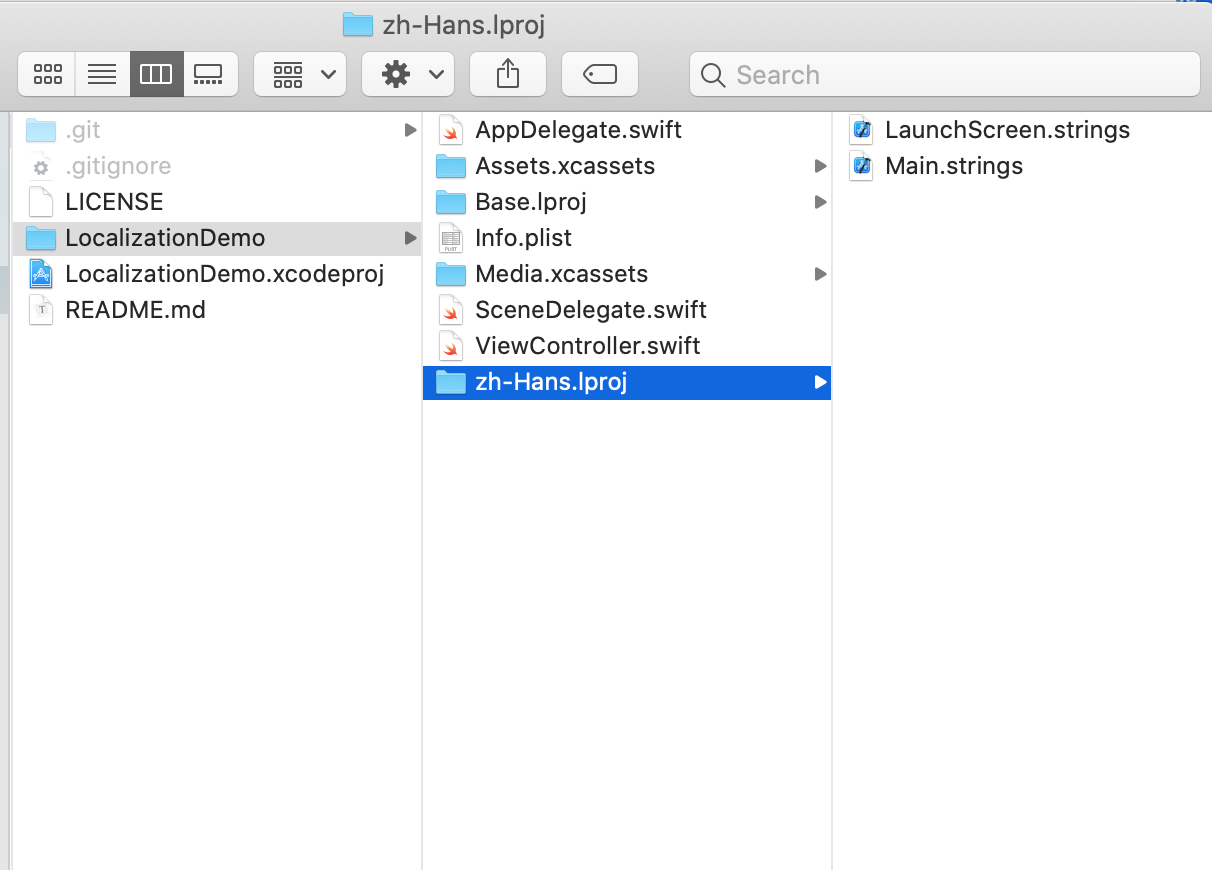 zh-Hans.lproj
Search
.git
.gitignore
LICENSE
LocalizationDemo
LocalizationDemo.xcodeproj
README.md
AppDelegate.swift
Assets.xcassets
Base.lproj
Info.plist
Media.xcassets
SceneDelegate.swift
ViewController.swift
zh-Hans.lproj
LaunchScreen.strings
Main.strings